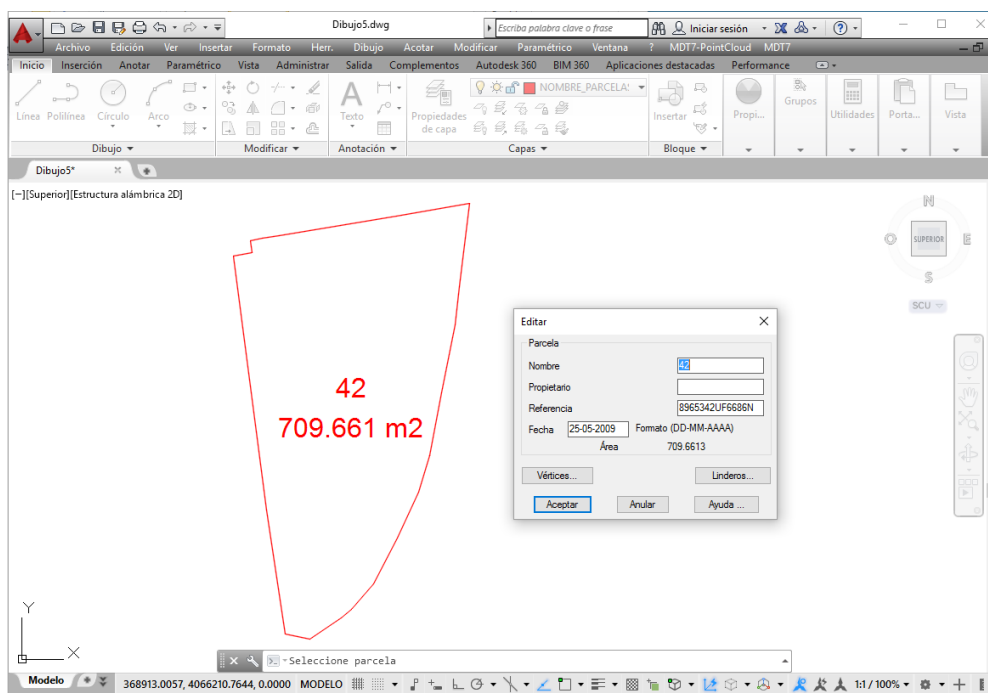 Dibujo5.dwg
Escriba palabra clave o frase
Iniciar sesión
Archivo Edición Ver Insertar Formato Herr. Dibujo Acotar Modificar Paramétrico Ventana ? MDT7-PointCloud MDT7
Inicio Inserción Anotar Paramétrico Vista Administrar Salida Complementos Autodesk 360 BIM 360 Aplicaciones destacadas Performance
NOMBRE_PARCELA
Línea Polilínea Círculo Arco Texto Propiedades de capa Insertar Propi... Grupos Utilidades Porta... Vista
Dibujo Modificar Anotación Capas Bloque
Dibujo5*
[−][Superior][Estructura alámbrica 2D]
N
O SUPERIOR E
S
SCU
42
709.661 m2
Editar
Parcela
Nombre 42
Propietario
Referencia 8965342UF6686N
Fecha 25-05-2009 Formato (DD-MM-AAAA)
Área 709.6613
Vértices... Linderos...
Aceptar Anular Ayuda ...
Y
X
Seleccione parcela
Modelo 368913.0057, 4066210.7644, 0.0000 MODELO 1:1/100%